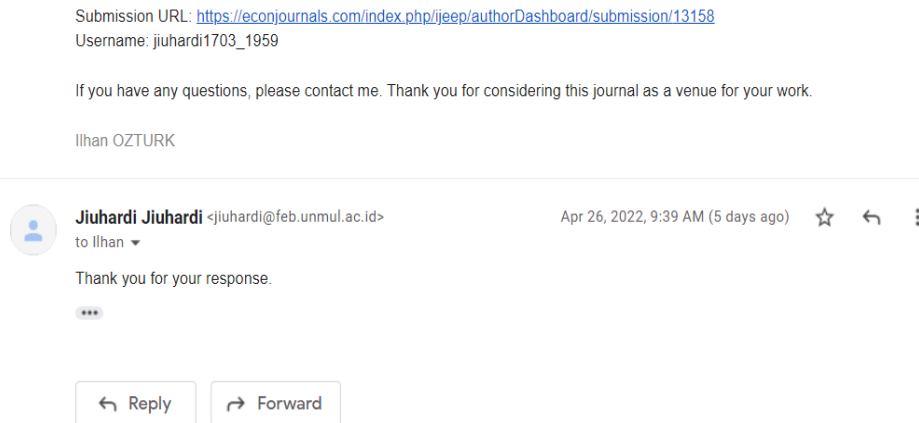 Submission URL: https://econjournals.com/index.php/ijeep/authorDashboard/submission/13158
Username: jiuhardi1703_1959
If you have any questions, please contact me. Thank you for considering this journal as a venue for your work.
Ilhan OZTURK
Jiuhardi Jiuhardi <jiuhardi@feb.unmul.ac.id> Apr 26, 2022, 9:39 AM (5 days ago)
to Ilhan
Thank you for your response.
Reply Forward